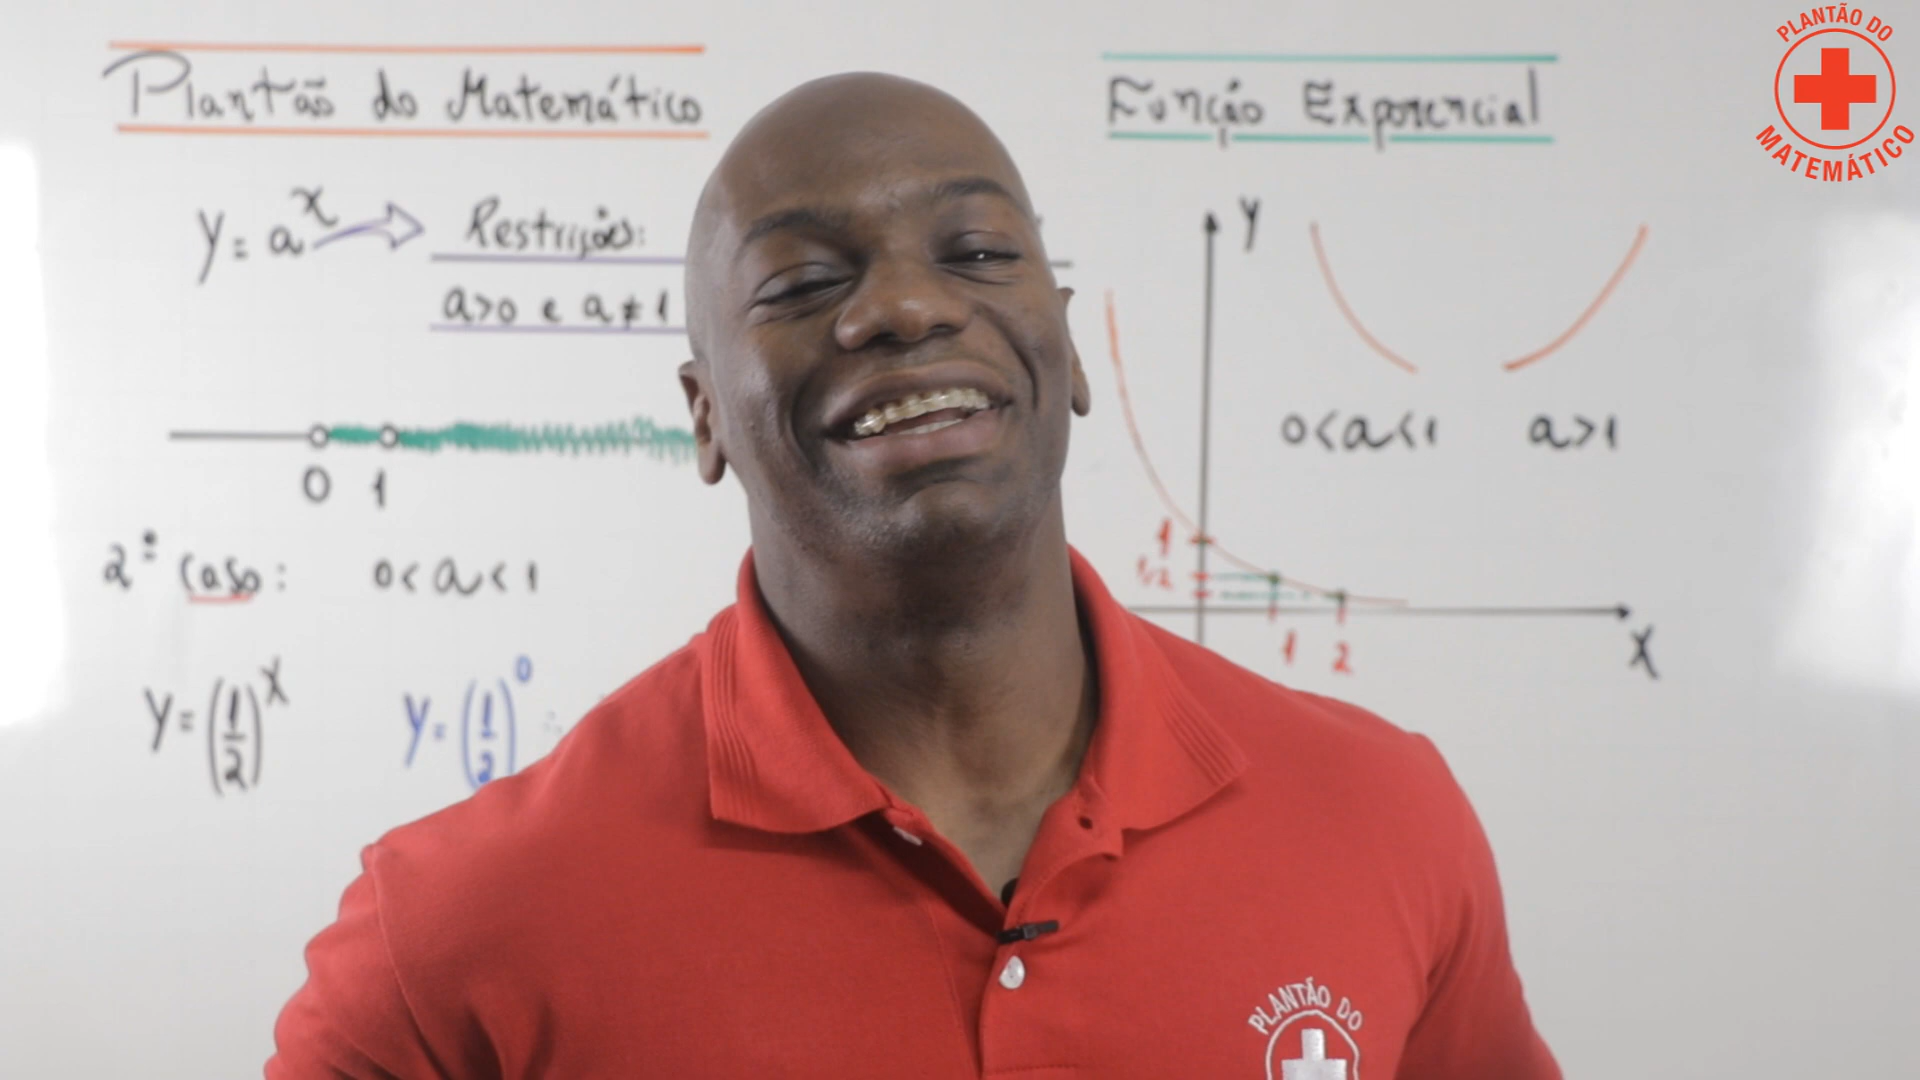 Plantão do Matemático
Função Exponencial
PLANTÃO DO
MATEMÁTICO
y = a^x
Restrições:
a>0 e a≠1
0 1
2º caso: 0<a<1
y=(1/2)^x
y=(1/2)^0
y
0<a<1 a>1
1
1/2
1 2
x
PLANTÃO DO